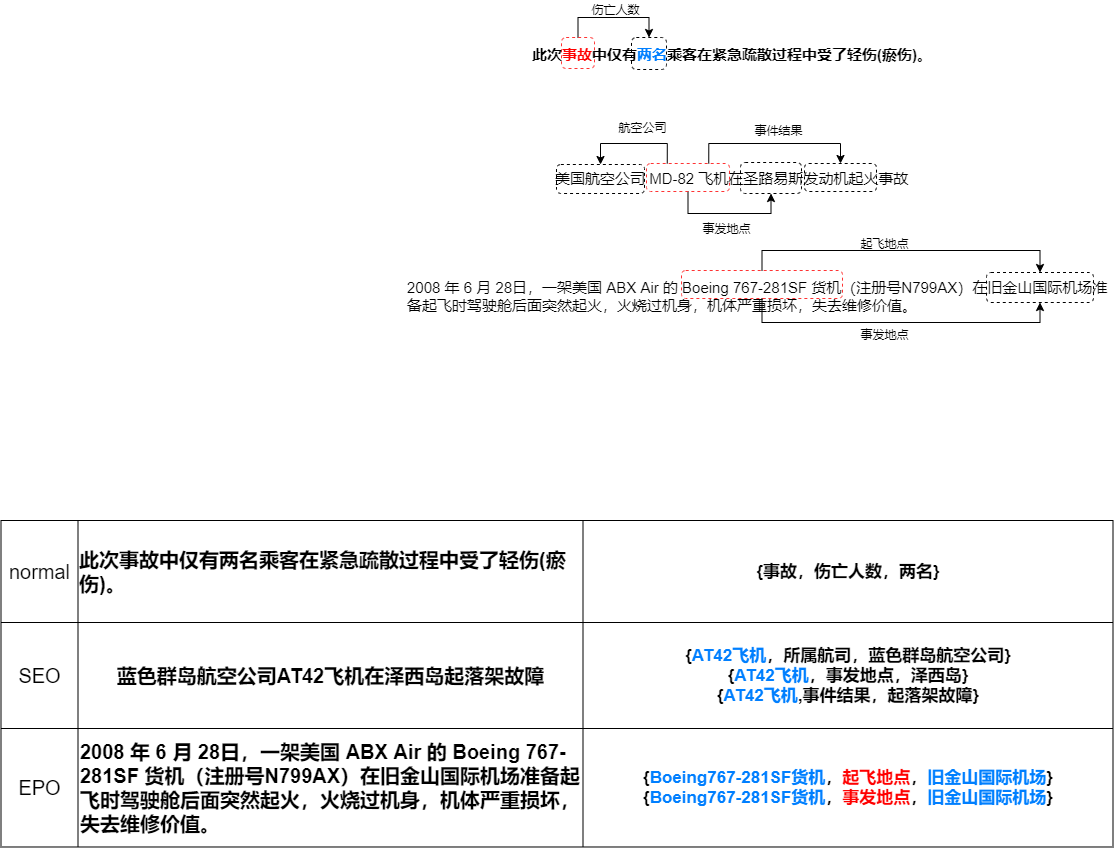 伤亡人数
此次事故中仅有两名乘客在紧急疏散过程中受了轻伤(瘀伤)。
航空公司
事件结果
美国航空公司 MD-82 飞机在圣路易斯发动机起火事故
事发地点
起飞地点
2008 年 6 月 28日，一架美国 ABX Air 的 Boeing 767-281SF 货机（注册号N799AX）在旧金山国际机场准
备起飞时驾驶舱后面突然起火，火烧过机身，机体严重损坏，失去维修价值。
事发地点
normal
此次事故中仅有两名乘客在紧急疏散过程中受了轻伤(瘀
伤)。
{事故，伤亡人数，两名}
SEO
蓝色群岛航空公司AT42飞机在泽西岛起落架故障
{AT42飞机，所属航司，蓝色群岛航空公司}
{AT42飞机，事发地点，泽西岛}
{AT42飞机,事件结果，起落架故障}
EPO
2008 年 6 月 28日，一架美国 ABX Air 的 Boeing 767-
281SF 货机（注册号N799AX）在旧金山国际机场准备起
飞时驾驶舱后面突然起火，火烧过机身，机体严重损坏，
失去维修价值。
{Boeing767-281SF货机，起飞地点，旧金山国际机场}
{Boeing767-281SF货机，事发地点，旧金山国际机场}